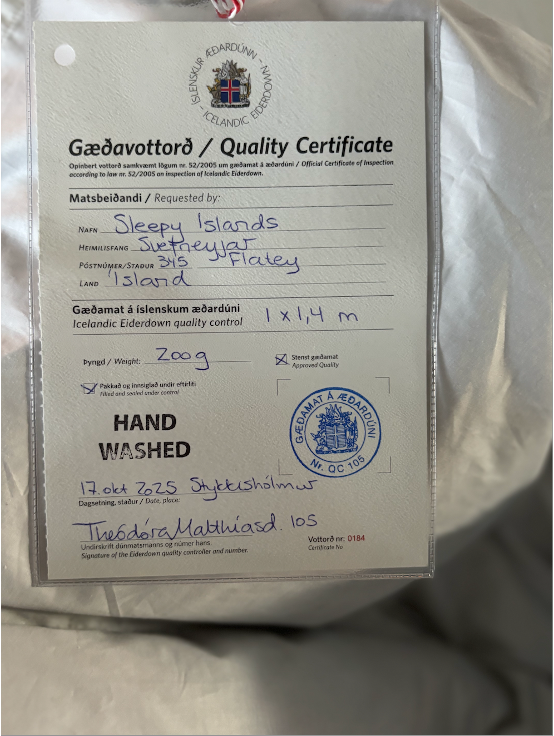 ÍSLENSKUR ÆÐARDÚNN - ICELANDIC EIDERDOWN -
Gæðavottorð / Quality Certificate
Opinbert vottorð samkvæmt lögum nr. 52/2005 um gæðamat á æðardúni / Official Certificate of Inspection
according to law nr. 52/2005 on inspection of Icelandic Eiderdown.
Matsbeiðandi / Requested by:
NAFN Sleepy Islands
HEIMILISFANG Svefneyjar
PÓSTNÚMER/STAÐUR 345 Flatey
LAND Island
Gæðamat á íslenskum æðardúni
Icelandic Eiderdown quality control 1 x 1,4 m
Þyngd / Weight: 200g
Stenst gæðamat
Approved Quality
Pakkað og innsiglað undir eftirliti
Filled and sealed under control
HAND
WASHED
GÆÐAMAT Á ÆÐARDÚNI
Nr. QC 105
17. okt 2025 Stykkishólmur
Dagsetning, staður / Date, place:
Theódóra Matthíasd. 105
Undirskrift dúnmatsmanns og númer hans
Signature of the Eiderdown quality controller and number.
Vottorð nr: 0184
Certificate No